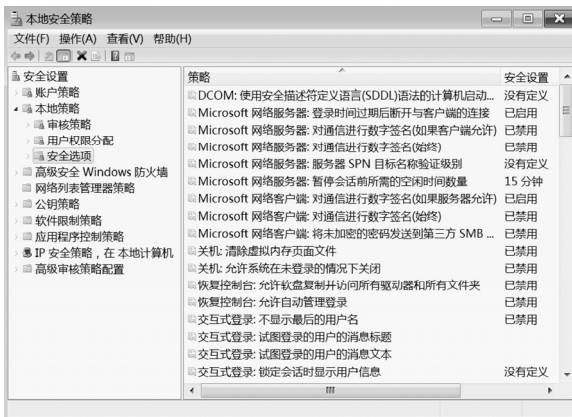 本地安全策略
文件(F) 操作(A) 查看(V) 帮助(H)
安全设置
账户策略
本地策略
审核策略
用户权限分配
安全选项
高级安全 Windows 防火墙
网络列表管理器策略
公钥策略
软件限制策略
应用程序控制策略
IP 安全策略，在 本地计算机
高级审核策略配置
策略 安全设置
DCOM: 使用安全描述符定义语言(SDDL)语法的计算机启动... 没有定义
Microsoft 网络服务器: 登录时间过期后断开与客户端的连接 已启用
Microsoft 网络服务器: 对通信进行数字签名(如果客户端允许) 已禁用
Microsoft 网络服务器: 对通信进行数字签名(始终) 已禁用
Microsoft 网络服务器: 服务器 SPN 目标名称验证级别 没有定义
Microsoft 网络服务器: 暂停会话前所需的空闲时间数量 15 分钟
Microsoft 网络客户端: 对通信进行数字签名(如果服务器允许) 已启用
Microsoft 网络客户端: 对通信进行数字签名(始终) 已禁用
Microsoft 网络客户端: 将未加密的密码发送到第三方 SMB ... 已禁用
关机: 清除虚拟内存页面文件 已禁用
关机: 允许系统在未登录的情况下关闭 已禁用
恢复控制台: 允许软盘复制并访问所有驱动器和所有文件夹 已禁用
恢复控制台: 允许自动管理登录 已禁用
交互式登录: 不显示最后的用户名 已禁用
交互式登录: 试图登录的用户的消息标题
交互式登录: 试图登录的用户的消息文本
交互式登录: 锁定会话时显示用户信息 没有定义